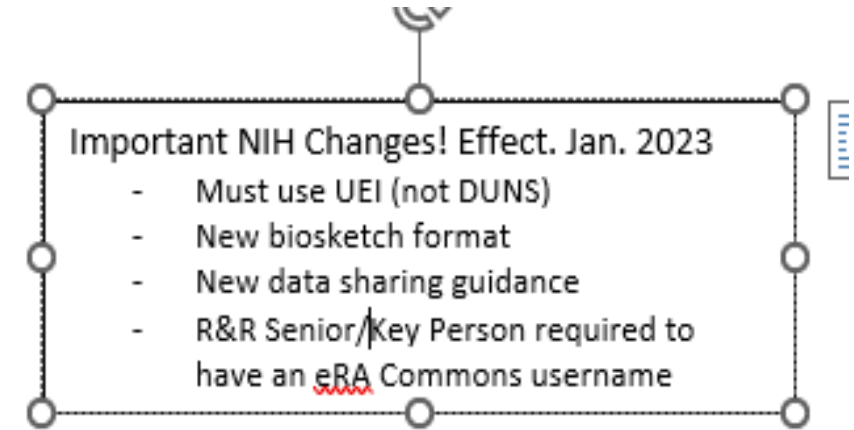 Important NIH Changes! Effect. Jan. 2023
- Must use UEI (not DUNS)
- New biosketch format
- New data sharing guidance
- R&R Senior/Key Person required to
have an eRA Commons username